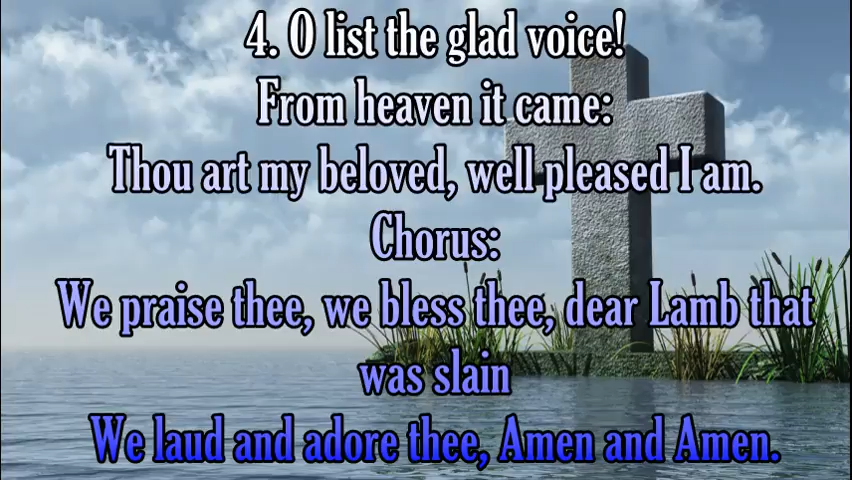 4. O list the glad voice!
From heaven it came:
Thou art my beloved, well pleased I am.
Chorus:
We praise thee, we bless thee, dear Lamb that
was slain
We laud and adore thee, Amen and Amen.